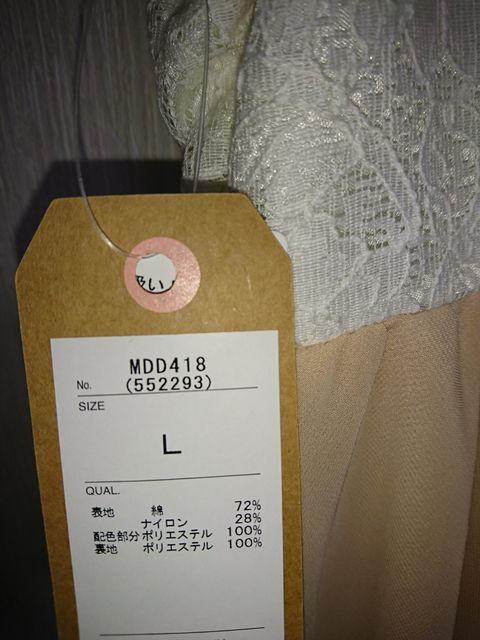 MDD418
No. (552293)
SIZE
L
QUAL.
表地 綿 72%
ナイロン 28%
配色部分 ポリエステル 100%
裏地 ポリエステル 100%